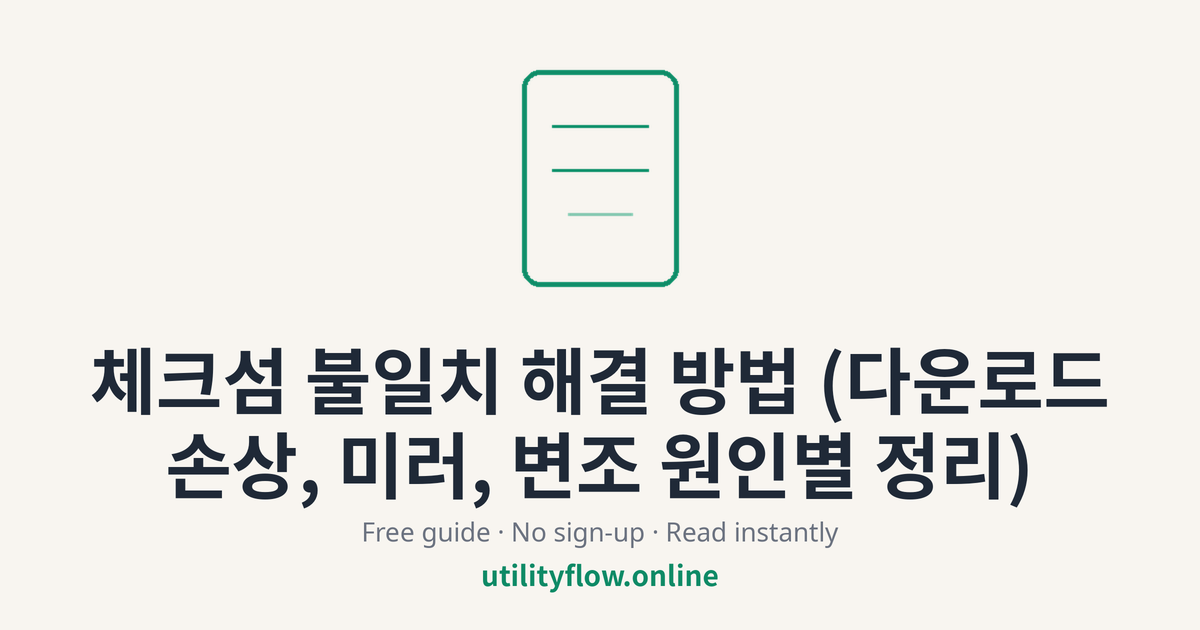 체크섬 불일치 해결 방법 (다운로드
손상, 미러, 변조 원인별 정리)
Free guide · No sign-up · Read instantly
utilityflow.online